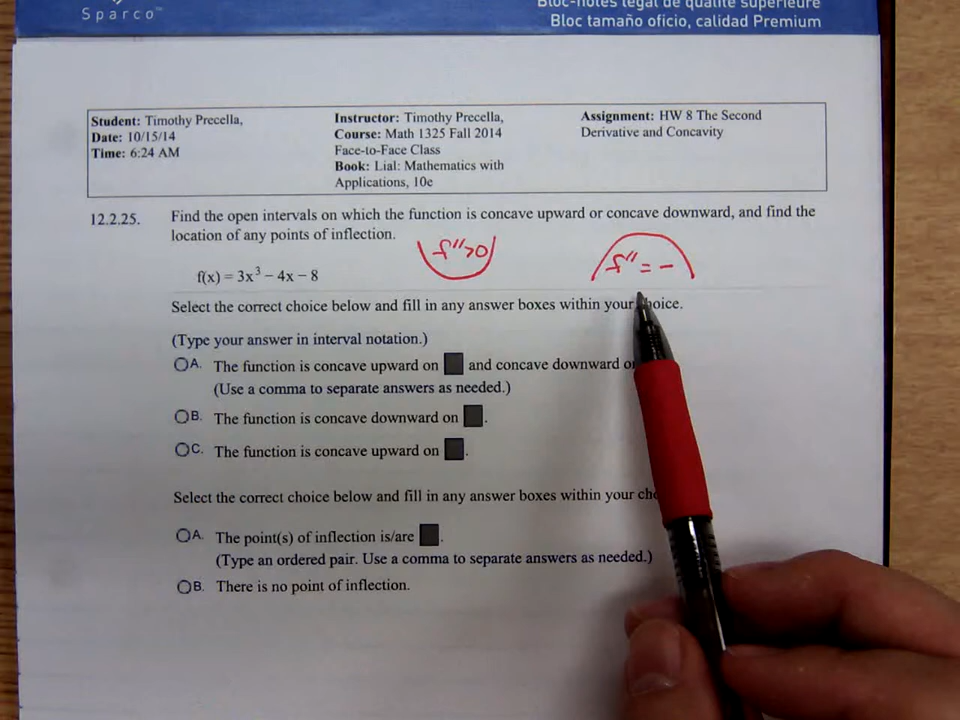 Sparco™
Bloc-notes légal de qualité supérieure
Bloc tamaño oficio, calidad Premium
Student: Timothy Precella,
Date: 10/15/14
Time: 6:24 AM
Instructor: Timothy Precella,
Course: Math 1325 Fall 2014
Face-to-Face Class
Book: Lial: Mathematics with
Applications, 10e
Assignment: HW 8 The Second
Derivative and Concavity
12.2.25. Find the open intervals on which the function is concave upward or concave downward, and find the
location of any points of inflection.
f''>0
f'' = −
f(x) = 3x³ − 4x − 8
Select the correct choice below and fill in any answer boxes within your choice.
(Type your answer in interval notation.)
A. The function is concave upward on and concave downward
(Use a comma to separate answers as needed.)
B. The function is concave downward on .
C. The function is concave upward on .
Select the correct choice below and fill in any answer boxes within your
A. The point(s) of inflection is/are .
(Type an ordered pair. Use a comma to separate answers as needed.)
B. There is no point of inflection.